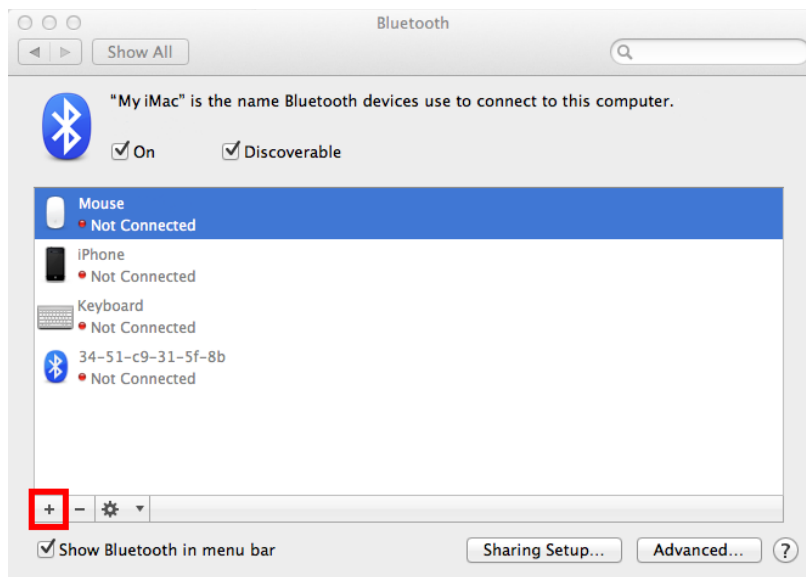 Bluetooth
Show All
“My iMac” is the name Bluetooth devices use to connect to this computer.
On Discoverable
Mouse
Not Connected
iPhone
Not Connected
Keyboard
Not Connected
34-51-c9-31-5f-8b
Not Connected
+ −
Show Bluetooth in menu bar Sharing Setup... Advanced... ?